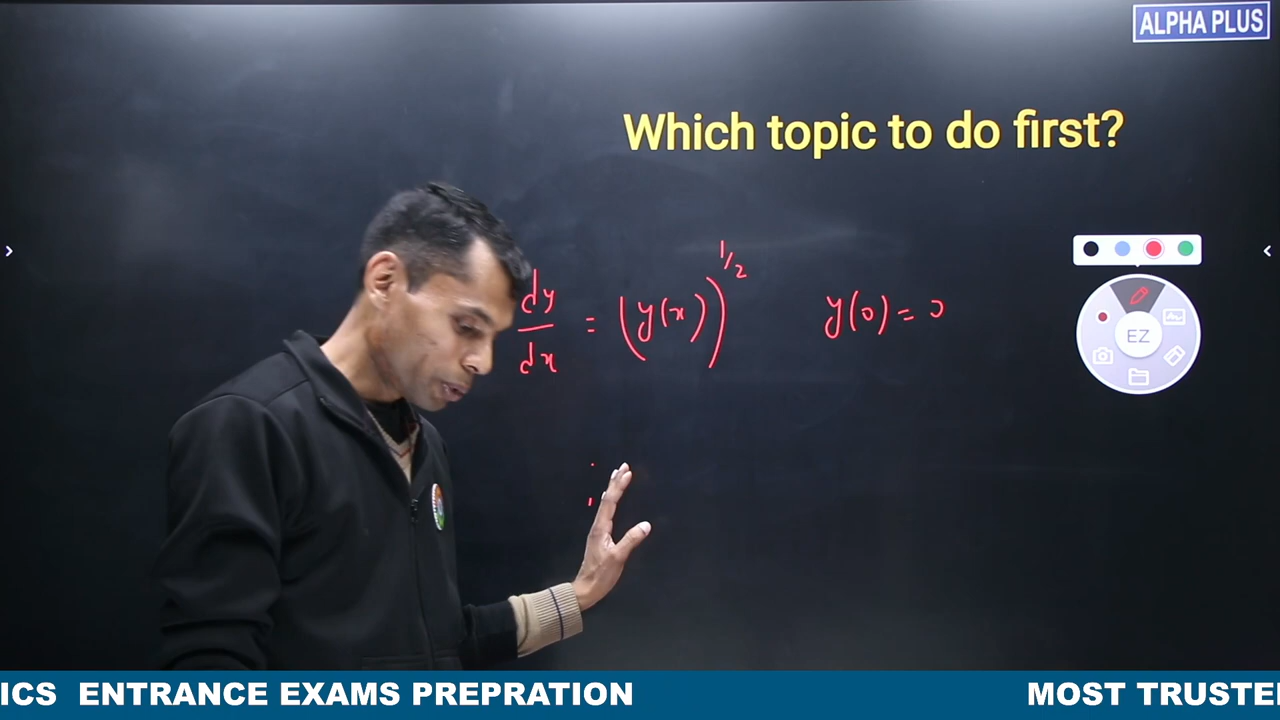 ALPHA PLUS
Which topic to do first?
dy/dx = (y(x))^1/2 y(0) = 0
EZ
ICS ENTRANCE EXAMS PREPRATION MOST TRUSTE